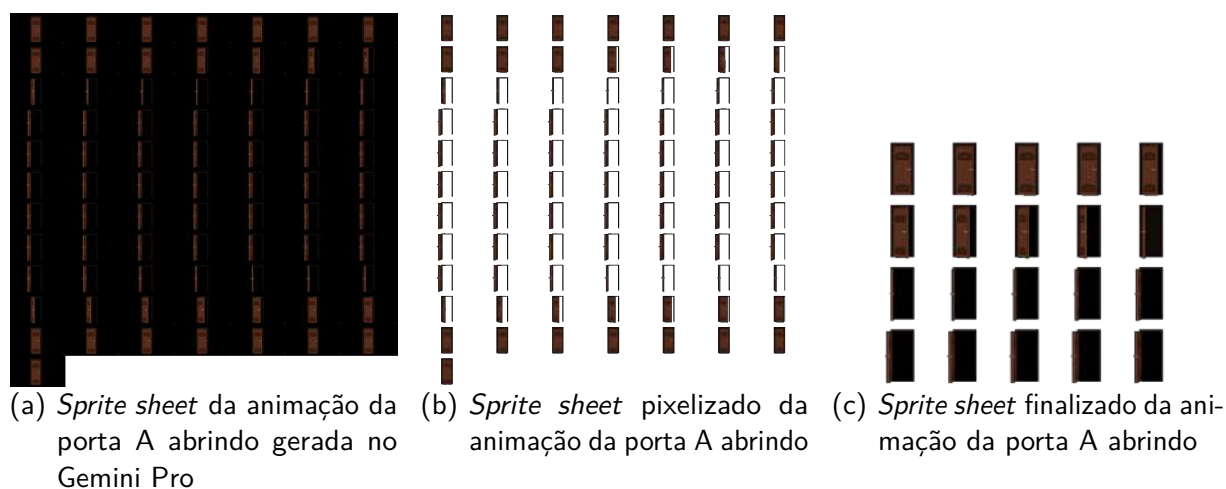 (a) Sprite sheet da animação da
porta A abrindo gerada no
Gemini Pro
(b) Sprite sheet pixelizado da
animação da porta A abrindo
(c) Sprite sheet finalizado da ani-
mação da porta A abrindo